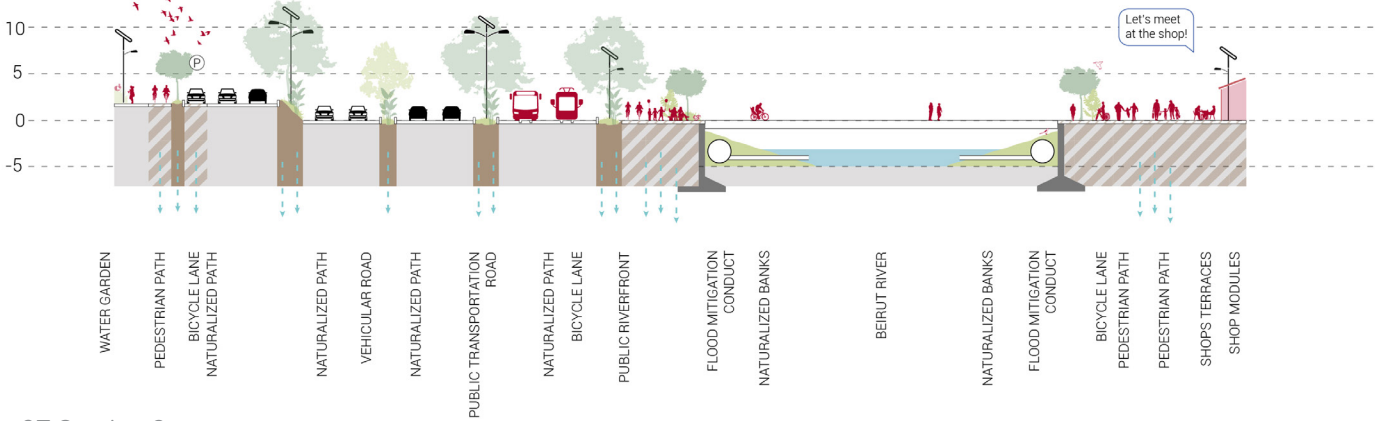 10
5
0
-5
P
Let's meet
at the shop!
WATER GARDEN
PEDESTRIAN PATH
BICYCLE LANE
NATURALIZED PATH
NATURALIZED PATH
VEHICULAR ROAD
NATURALIZED PATH
PUBLIC TRANSPORTATION
ROAD
NATURALIZED PATH
BICYCLE LANE
PUBLIC RIVERFRONT
FLOOD MITIGATION
CONDUCT
NATURALIZED BANKS
BEIRUT RIVER
NATURALIZED BANKS
FLOOD MITIGATION
CONDUCT
BICYCLE LANE
PEDESTRIAN PATH
PEDESTRIAN PATH
SHOPS TERRACES
SHOP MODULES